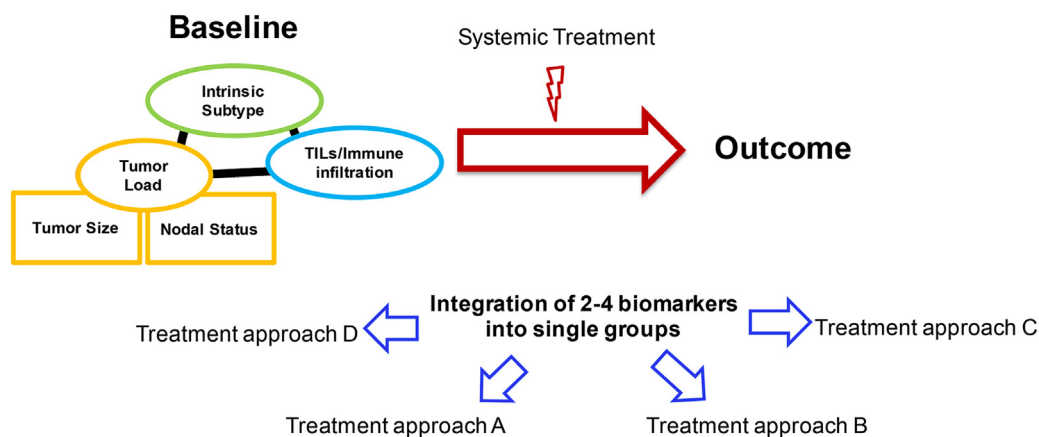 Baseline
Systemic Treatment
Intrinsic
Subtype
Tumor
Load
TILs/Immune
infiltration
Outcome
Tumor Size
Nodal Status
Integration of 2-4 biomarkers
into single groups
Treatment approach D
Treatment approach C
Treatment approach A
Treatment approach B